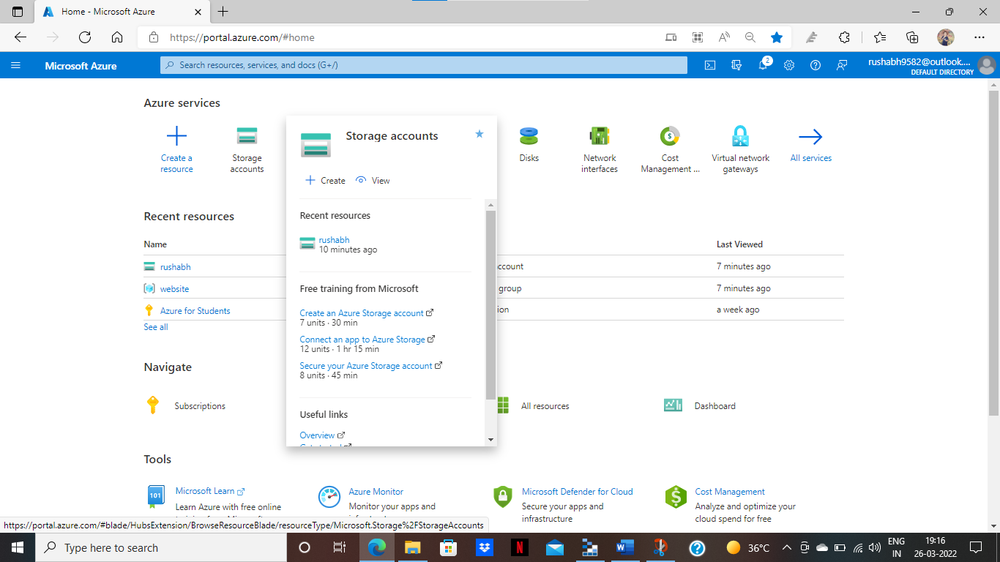 Home - Microsoft Azure
https://portal.azure.com/#home
Microsoft Azure
Search resources, services, and docs (G+/)
2
rushabh9582@outlook....
DEFAULT DIRECTORY
Azure services
Create a
resource
Storage
accounts
Disks
Network
interfaces
Cost
Management ...
Virtual network
gateways
All services
Storage accounts
Create
View
Recent resources
rushabh
10 minutes ago
Free training from Microsoft
Create an Azure Storage account
7 units · 30 min
Connect an app to Azure Storage
12 units · 1 hr 15 min
Secure your Azure Storage account
8 units · 45 min
Useful links
Overview
Recent resources
Name
Last Viewed
rushabh
ccount
7 minutes ago
website
group
7 minutes ago
Azure for Students
ion
a week ago
See all
Navigate
Subscriptions
All resources
Dashboard
Tools
101
Microsoft Learn
Learn Azure with free online
Azure Monitor
Monitor your apps and
Microsoft Defender for Cloud
Secure your apps and
infrastructure
Cost Management
Analyze and optimize your
cloud spend for free
https://portal.azure.com/#blade/HubsExtension/BrowseResourceBlade/resourceType/Microsoft.Storage%2FStorageAccounts
Type here to search
36°C
ENG
IN
19:16
26-03-2022